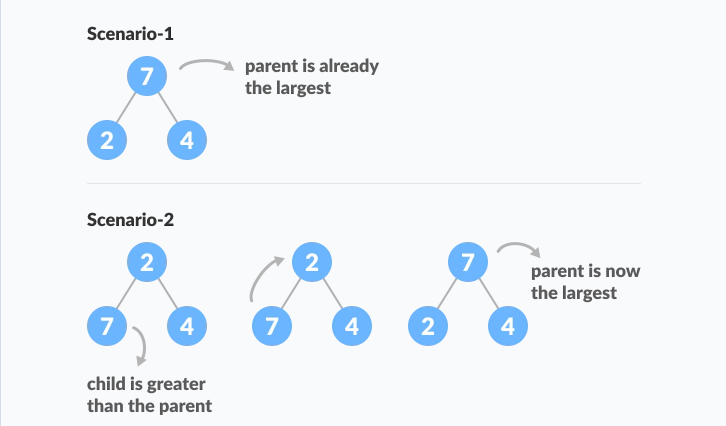 Scenario-1
7
parent is already
the largest
2 4
Scenario-2
2 2 7
parent is now
the largest
7 4 7 4 2 4
child is greater
than the parent